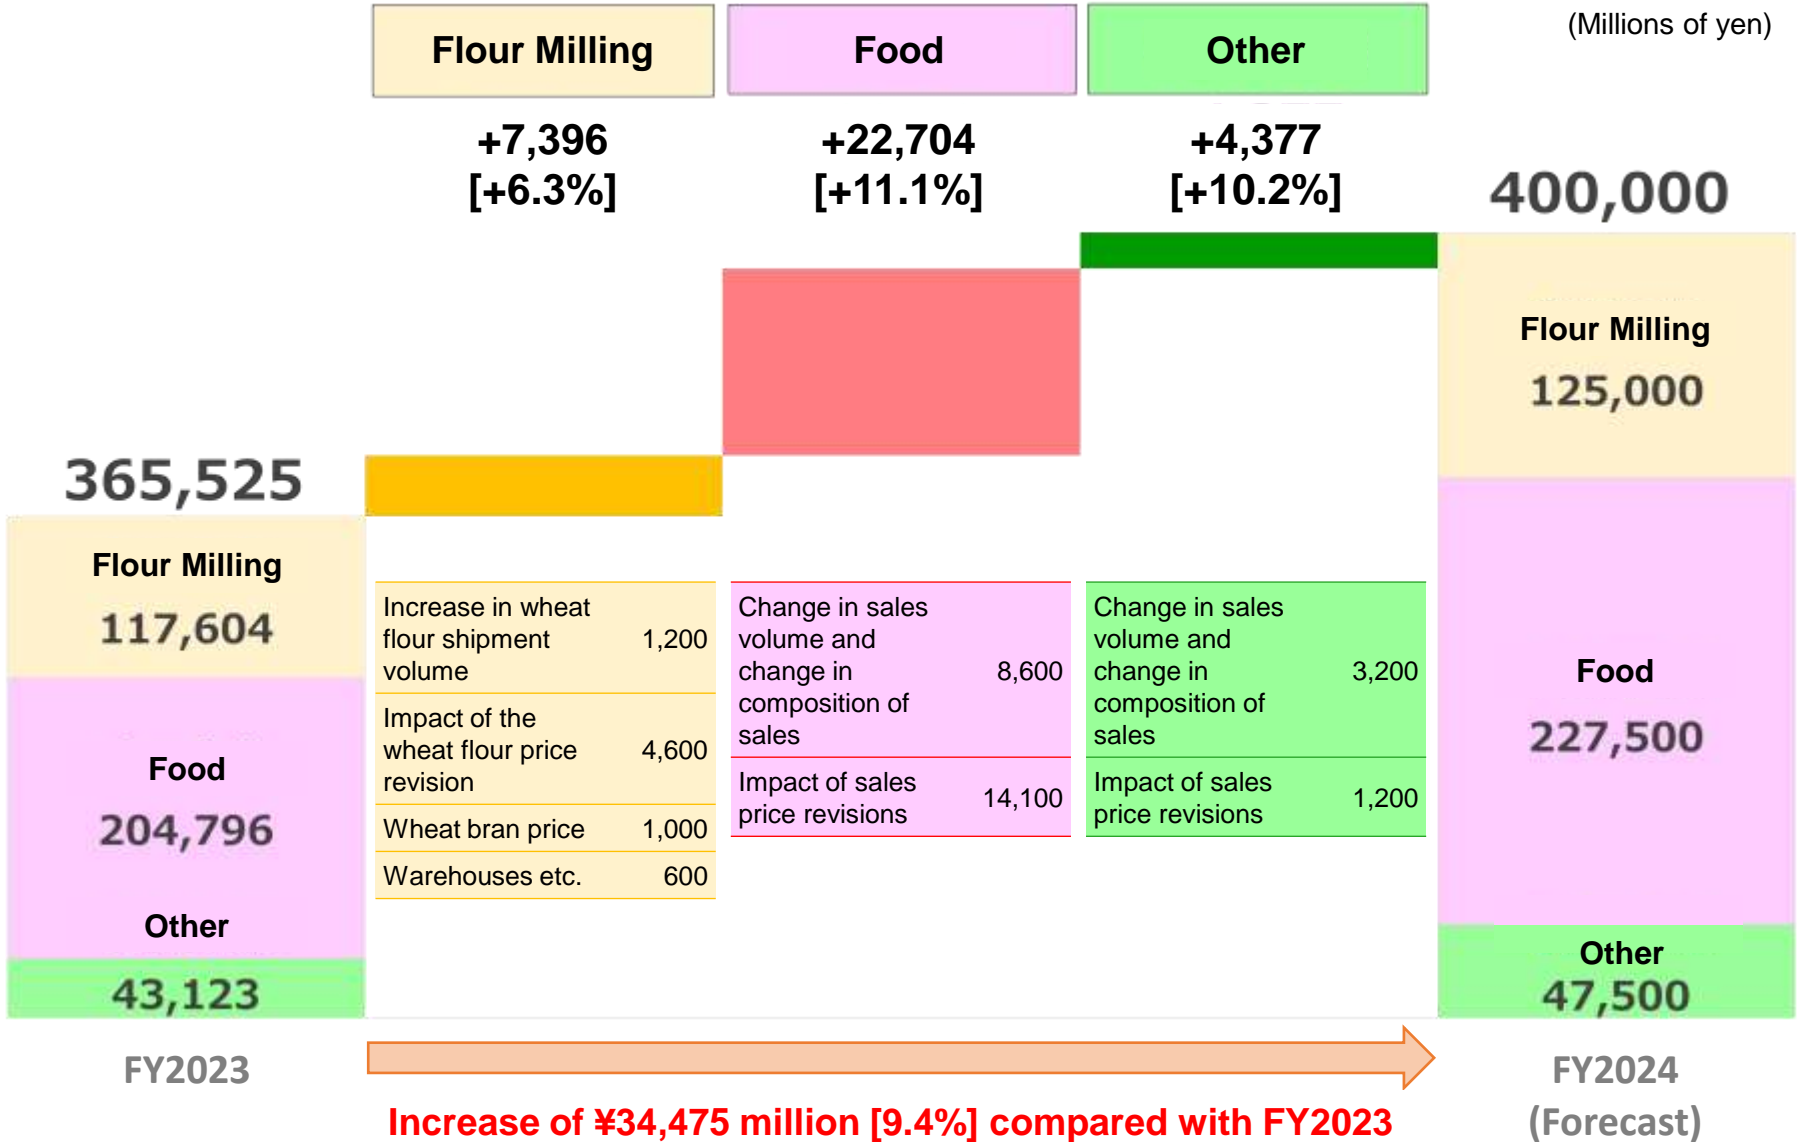 (Millions of yen)
Flour Milling
Food
Other
+7,396
[+6.3%]
+22,704
[+11.1%]
+4,377
[+10.2%]
400,000
Flour Milling
125,000
Food
227,500
Other
47,500
365,525
Flour Milling
117,604
Food
204,796
Other
43,123
Increase in wheat
flour shipment
volume
1,200
Impact of the
wheat flour price
revision
4,600
Wheat bran price 1,000
Warehouses etc. 600
Change in sales
volume and
change in
composition of
sales
8,600
Impact of sales
price revisions
14,100
Change in sales
volume and
change in
composition of
sales
3,200
Impact of sales
price revisions
1,200
FY2023
FY2024
(Forecast)
Increase of ¥34,475 million [9.4%] compared with FY2023